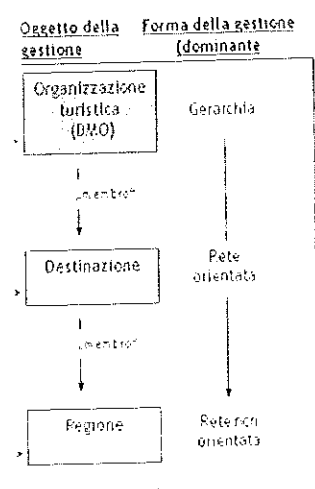 Oggetto della
gestione
Forma della gestione
(dominante
Organizzazione
turistica
(DMO)
Gerarchia
„membro“
Destinazione
Rete
orientata
„membro“
Regione
Rete non
orientata